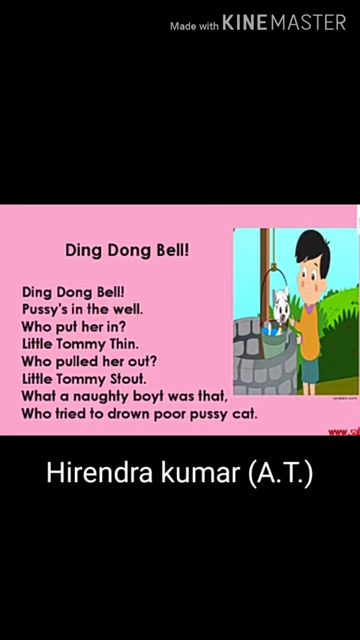 Made with KINEMASTER
Ding Dong Bell!
Ding Dong Bell!
Pussy's in the well.
Who put her in?
Little Tommy Thin.
Who pulled her out?
Little Tommy Stout.
What a naughty boyt was that,
Who tried to drown poor pussy cat.
Hirendra kumar (A.T.)